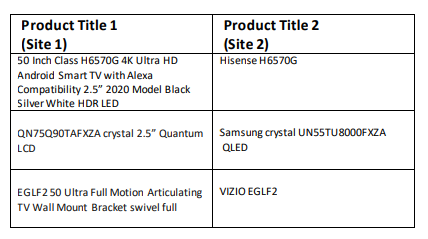 Product Title 1
(Site 1)
Product Title 2
(Site 2)
50 Inch Class H6570G 4K Ultra HD
Android Smart TV with Alexa
Compatibility 2.5” 2020 Model Black
Silver White HDR LED
Hisense H6570G
QN75Q90TAFXZA crystal 2.5” Quantum
LCD
Samsung crystal UN55TU8000FXZA
QLED
EGLF2 50 Ultra Full Motion Articulating
TV Wall Mount Bracket swivel full
VIZIO EGLF2